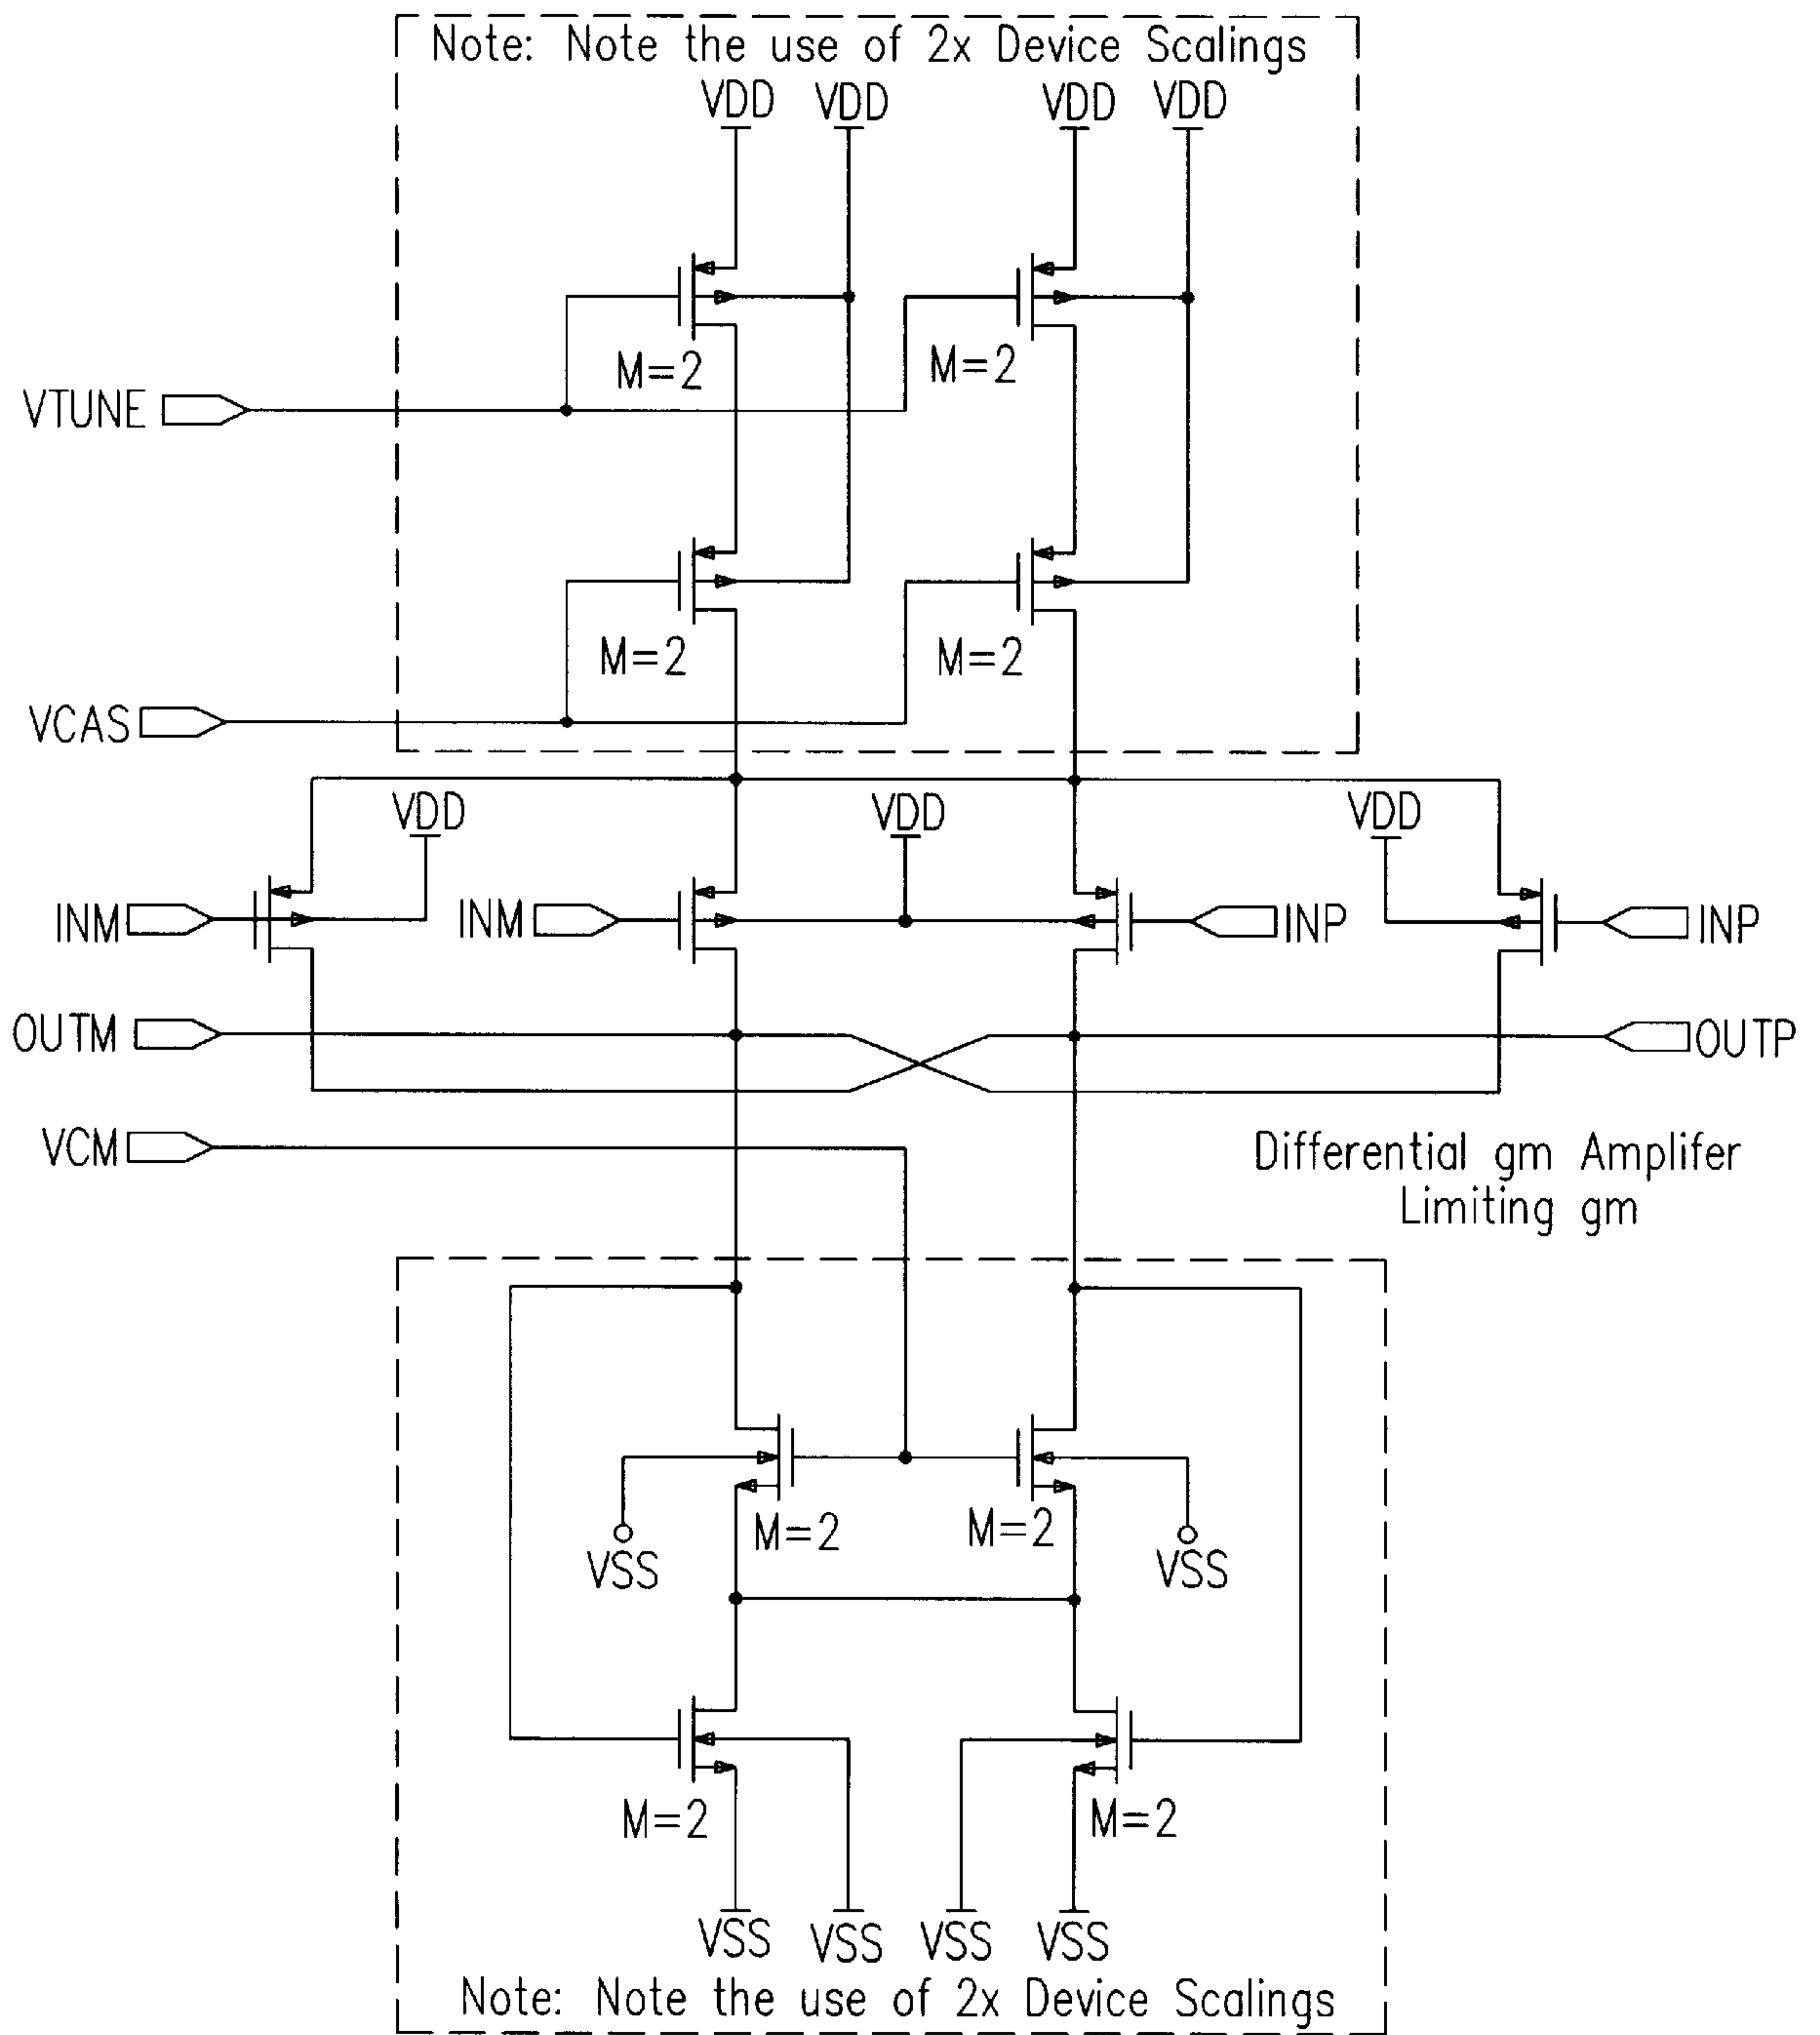 Note: Note the use of 2x Device Scalings
VDD VDD VDD VDD
M=2 M=2
VTUNE
M=2 M=2
VCAS
VDD VDD VDD
INM INM INP INP
OUTM OUTP
VCM
Differential gm Amplifer
Limiting gm
M=2 M=2
VSS VSS
M=2 M=2
VSS VSS VSS VSS
Note: Note the use of 2x Device Scalings